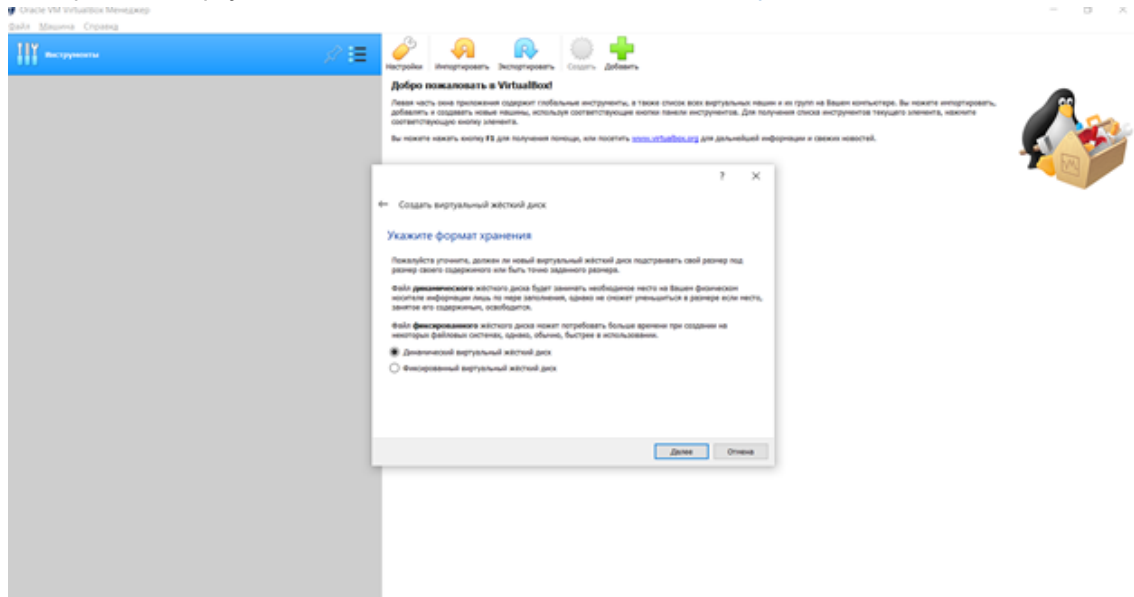 Oracle VM VirtualBox Менеджер
Файл Машина Справка
Инструменты
Настройки Импортировать Экспортировать Создать Добавить
Добро пожаловать в VirtualBox!
Левая часть окна приложения содержит глобальные инструменты, а также список всех виртуальных машин и их групп на Вашем компьютере. Вы можете импортировать,
добавлять и создавать новые машины, используя соответствующие кнопки панели инструментов. Для получения списка инструментов текущего элемента, нажмите
соответствующую кнопку элемента.
Вы можете нажать кнопку F1 для получения помощи, или посетить www.virtualbox.org для дальнейшей информации и свежих новостей.
? ×
← Создать виртуальный жёсткий диск
Укажите формат хранения
Пожалуйста уточните, должен ли новый виртуальный жёсткий диск подстраивать свой размер под
размер своего содержимого или быть точно заданного размера.
Файл динамического жёсткого диска будет занимать необходимое место на Вашем физическом
носителе информации лишь по мере заполнения, однако не сможет уменьшиться в размере если место,
занятое его содержимым, освободится.
Файл фиксированного жёсткого диска может потребовать больше времени при создании на
некоторых файловых системах, однако, обычно, быстрее в использовании.
Динамический виртуальный жёсткий диск
Фиксированный виртуальный жёсткий диск
Далее Отмена